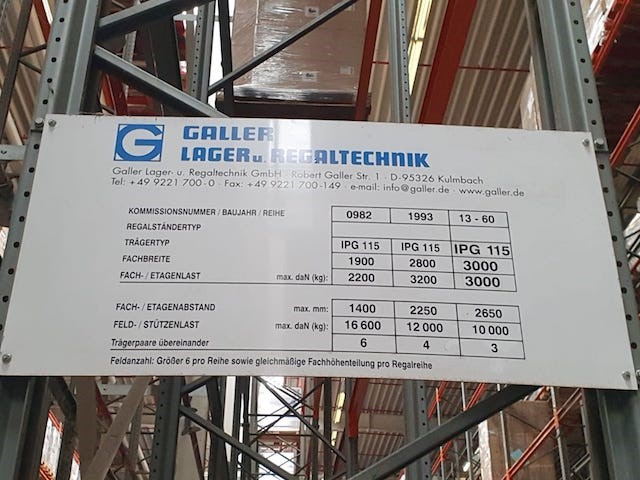 G GALLER
LAGER u. REGALTECHNIK
Galler Lager- u. Regaltechnik GmbH · Robert Galler Str. 1 · D-95326 Kulmbach
Tel: +49 9221 700-0 · Fax: +49 9221 700-149 · e-mail: info@galler.de · www.galler.de
KOMMISSIONSNUMMER / BAUJAHR / REIHE 0982 1993 13 - 60
REGALSTÄNDERTYP
TRÄGERTYP IPG 115 IPG 115 IPG 115
FACHBREITE 1900 2800 3000
FACH- / ETAGENLAST max. daN (kg): 2200 3200 3000
FACH- / ETAGENABSTAND max. mm: 1400 2250 2650
FELD- / STÜTZENLAST max. daN (kg): 16 600 12 000 10 000
Trägerpaare übereinander 6 4 3
Feldanzahl: Größer 6 pro Reihe sowie gleichmäßige Fachhöhenteilung pro Regalreihe